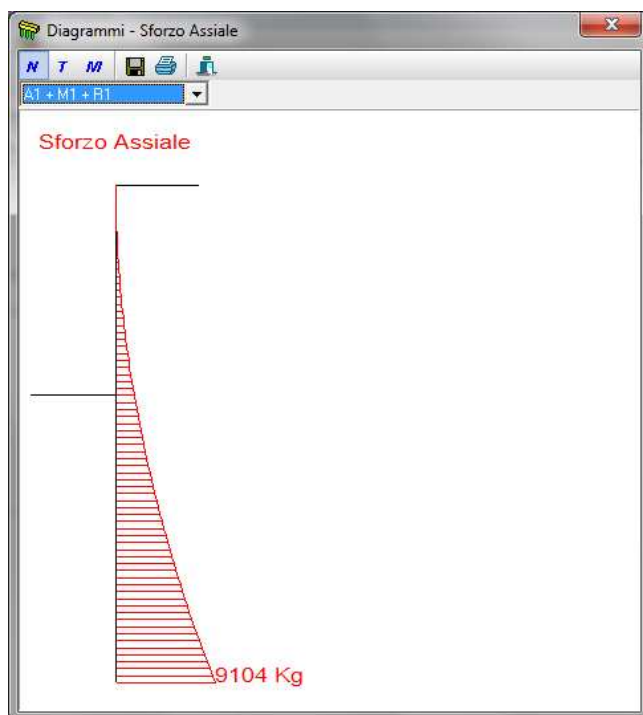 Diagrammi - Sforzo Assiale
N T M
A1 + M1 + R1
Sforzo Assiale
9104 Kg